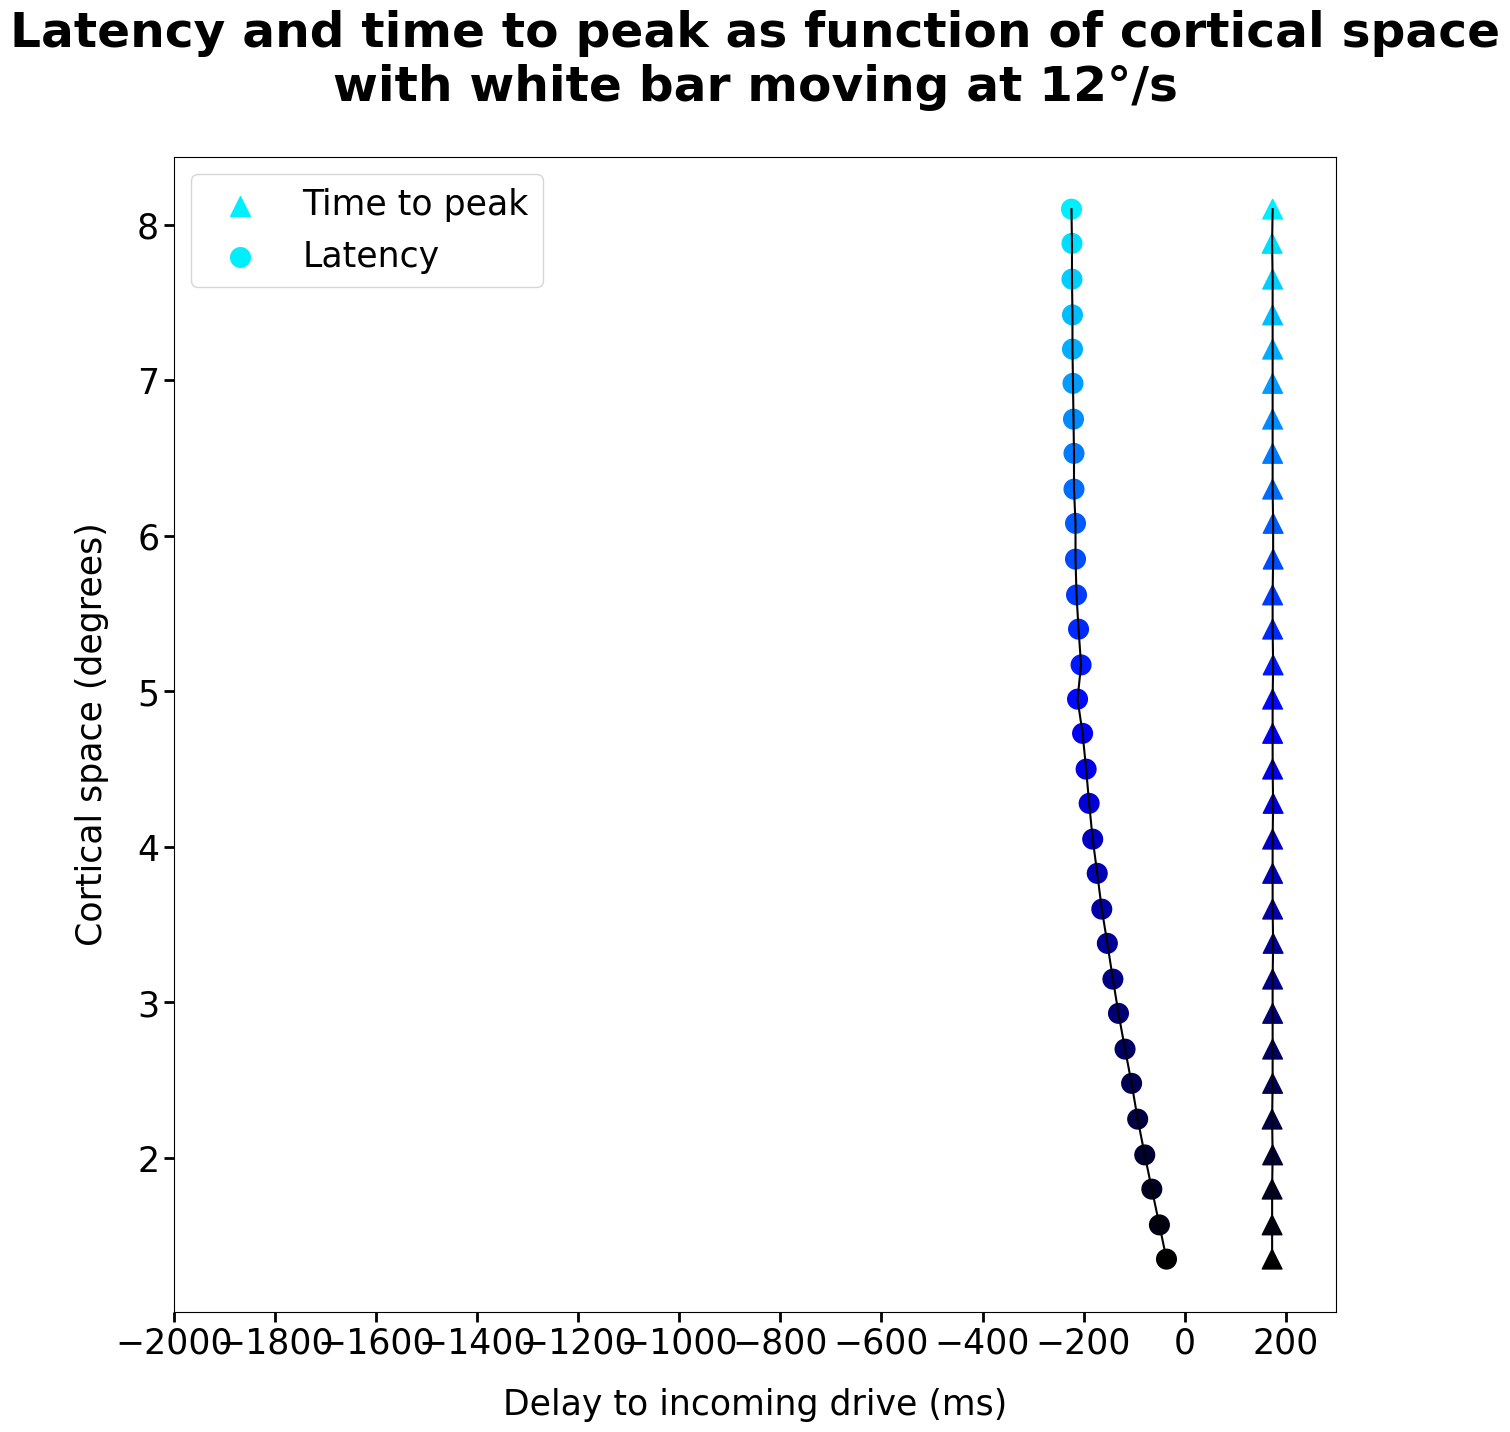 Latency and time to peak as function of cortical space
with white bar moving at 12°/s
Time to peak
Latency
8
7
6
5
4
3
2
Cortical space (degrees)
−2000 −1800 −1600 −1400 −1200 −1000 −800 −600 −400 −200 0 200
Delay to incoming drive (ms)